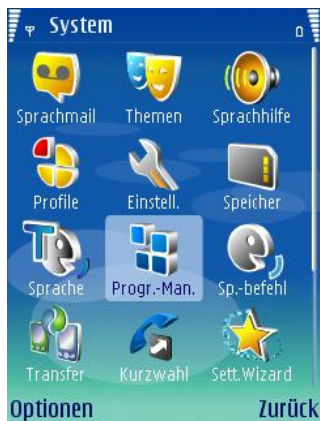 System
Sprachmail Themen Sprachhilfe
Profile Einstell. Speicher
Sprache Progr.-Man. Sp.-befehl
Transfer Kurzwahl Sett.Wizard
Optionen Zurück